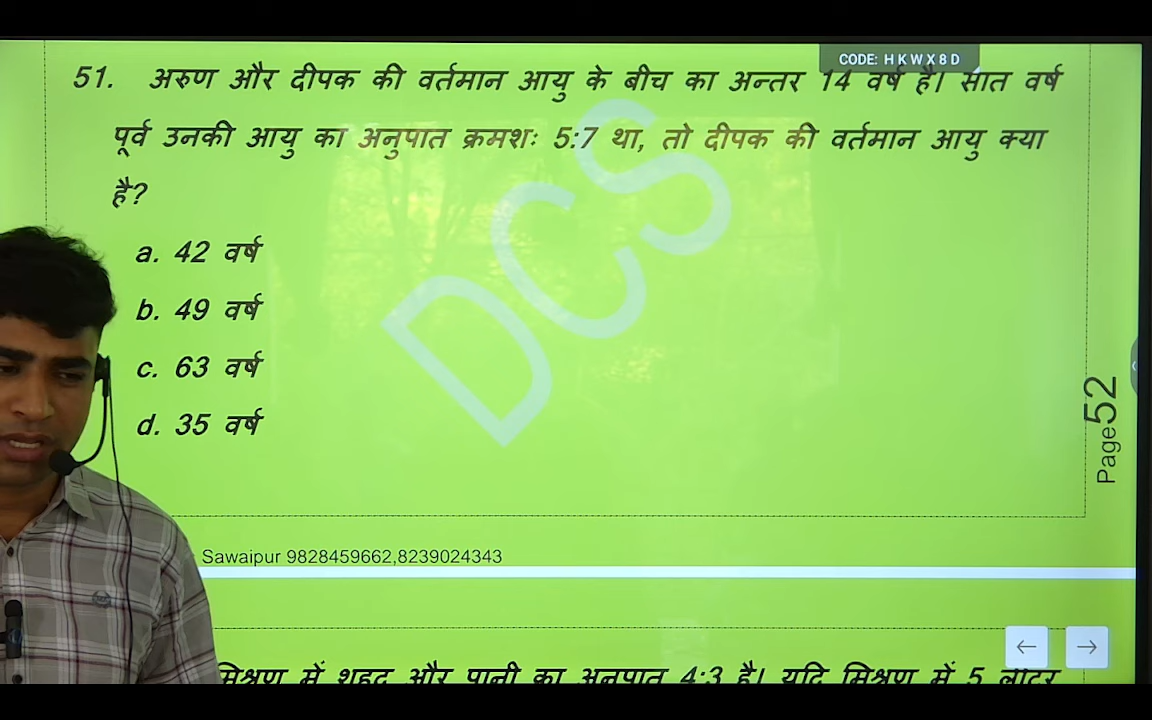 CODE: H K W X 8 D
51. अरुण और दीपक की वर्तमान आयु के बीच का अन्तर 14 वर्ष है। सात वर्ष
पूर्व उनकी आयु का अनुपात क्रमशः 5:7 था, तो दीपक की वर्तमान आयु क्या
है?
a. 42 वर्ष
b. 49 वर्ष
c. 63 वर्ष
d. 35 वर्ष
DCS
Page52
Sawaipur 9828459662,8239024343
मिश्रण में शहद और पानी का अनुपात 4:3 है। यदि मिश्रण में 5 लीटर